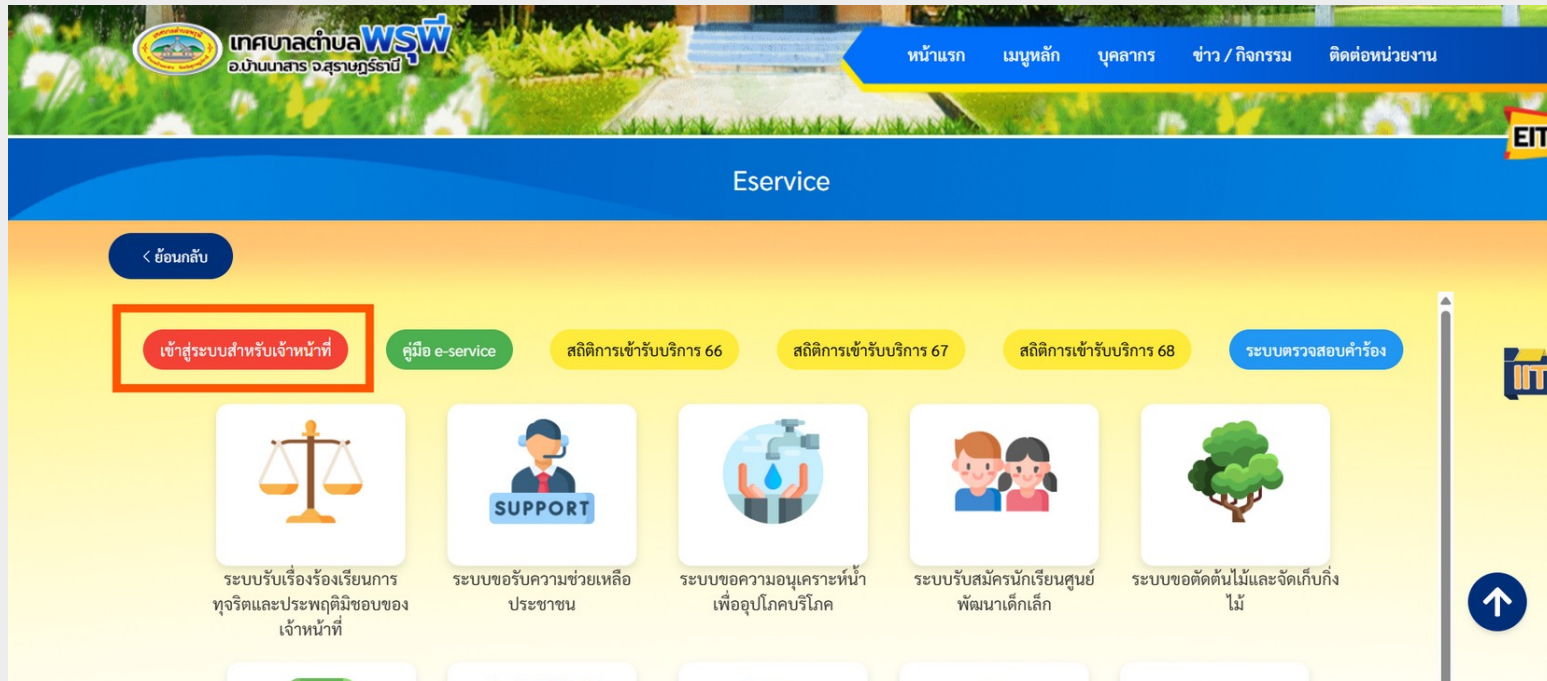 เทศบาลตำบลพรุพี
อ.บ้านนาสาร จ.สุราษฎร์ธานี
หน้าแรก เมนูหลัก บุคลากร ข่าว / กิจกรรม ติดต่อหน่วยงาน
EIT
Eservice
< ย้อนกลับ
เข้าสู่ระบบสำหรับเจ้าหน้าที่ คู่มือ e-service สถิติการเข้ารับบริการ 66 สถิติการเข้ารับบริการ 67 สถิติการเข้ารับบริการ 68 ระบบตรวจสอบคำร้อง
IIT
SUPPORT
ระบบรับเรื่องร้องเรียนการ
ทุจริตและประพฤติมิชอบของ
เจ้าหน้าที่
ระบบขอรับความช่วยเหลือ
ประชาชน
ระบบขอความอนุเคราะห์น้ำ
เพื่ออุปโภคบริโภค
ระบบรับสมัครนักเรียนศูนย์
พัฒนาเด็กเล็ก
ระบบขอตัดต้นไม้และจัดเก็บกิ่ง
ไม้